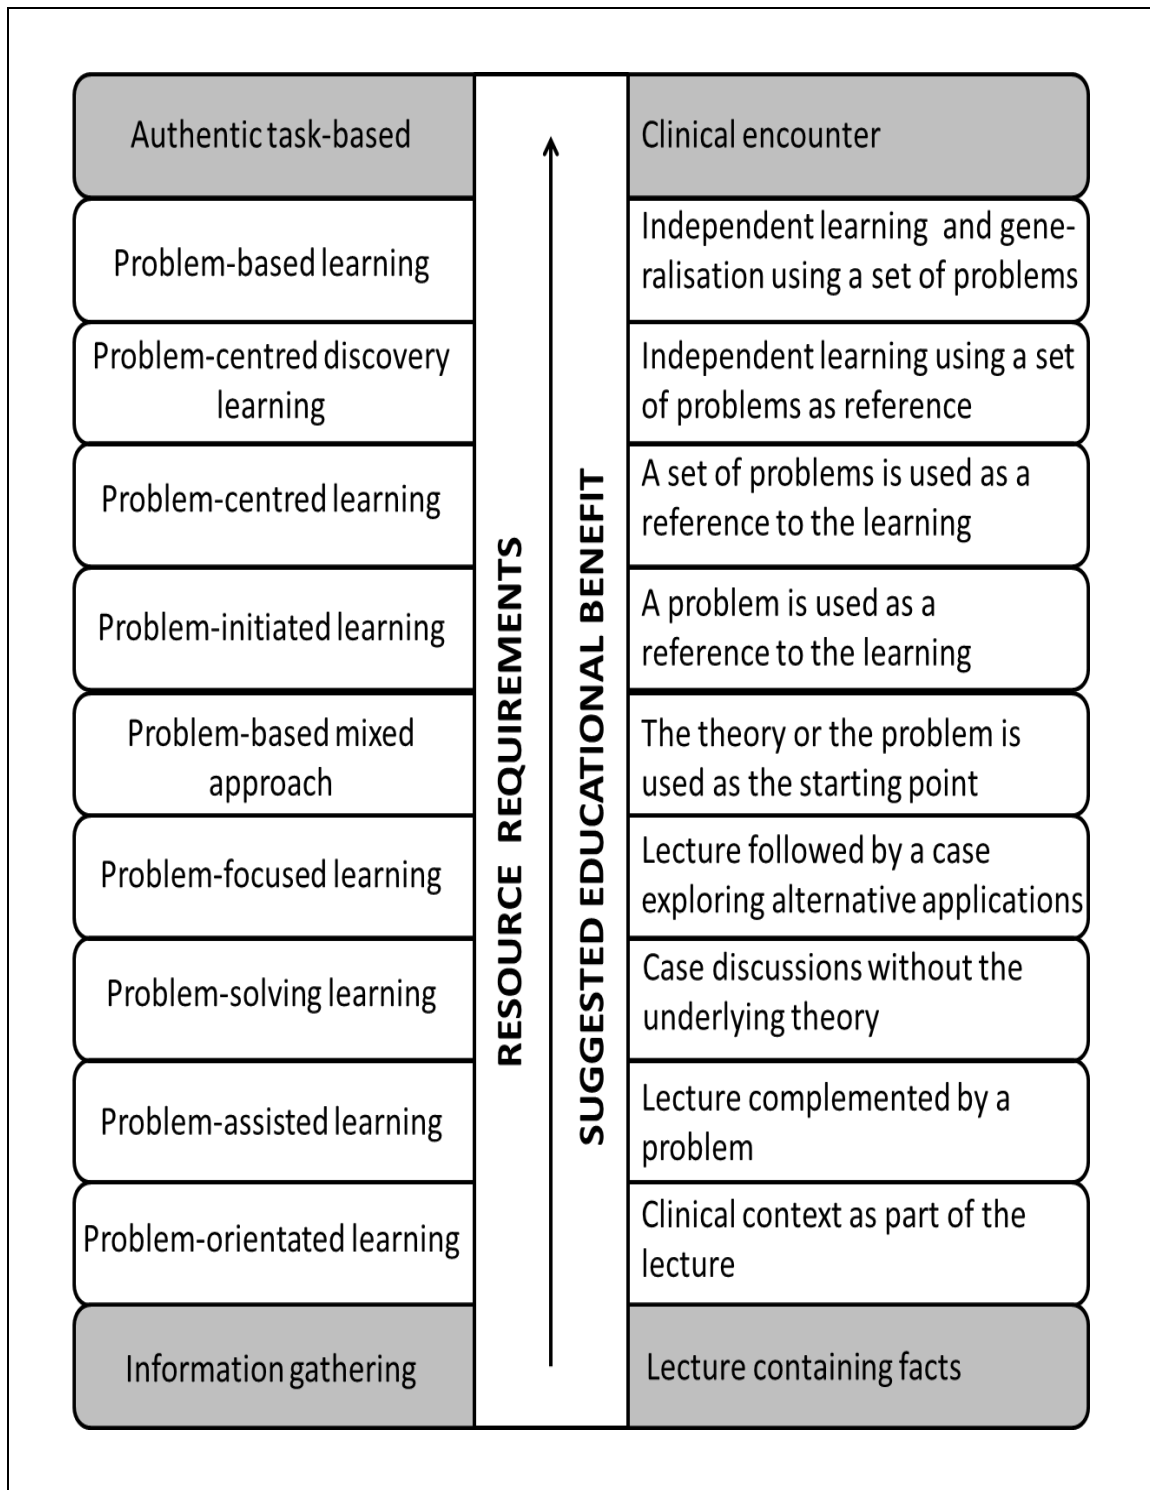 Authentic task-based
Clinical encounter
Problem-based learning
Independent learning and gene-
ralisation using a set of problems
Problem-centred discovery
learning
Independent learning using a set
of problems as reference
Problem-centred learning
A set of problems is used as a
reference to the learning
Problem-initiated learning
A problem is used as a
reference to the learning
Problem-based mixed
approach
The theory or the problem is
used as the starting point
Problem-focused learning
Lecture followed by a case
exploring alternative applications
Problem-solving learning
Case discussions without the
underlying theory
Problem-assisted learning
Lecture complemented by a
problem
Problem-orientated learning
Clinical context as part of the
lecture
Information gathering
Lecture containing facts
RESOURCE REQUIREMENTS
SUGGESTED EDUCATIONAL BENEFIT